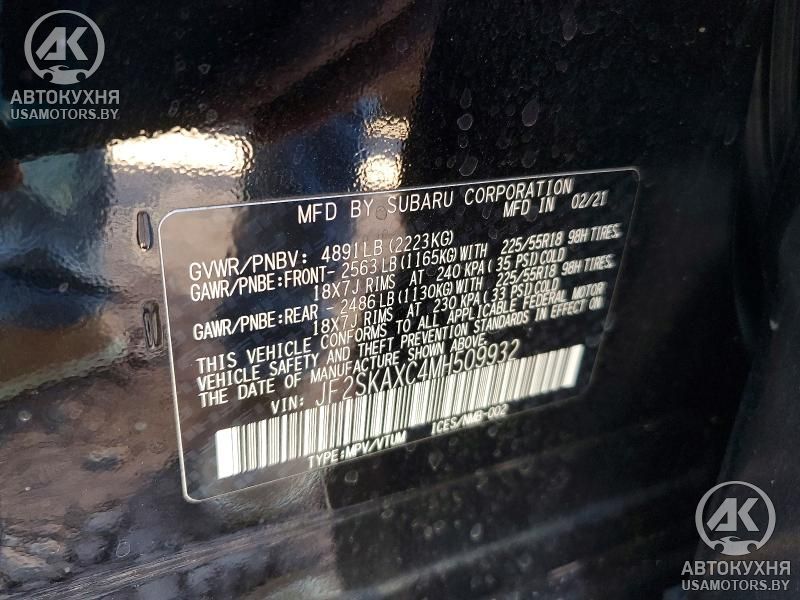 AK
АВТОКУХНЯ
USAMOTORS.BY
MFD BY SUBARU CORPORATION
MFD IN 02/21
GVWR/PNBV: 4891LB(2223KG)
GAWR/PNBE:FRONT-2563LB(1165KG)WITH 225/55R18 98H TIRES,
18X7J RIMS AT 240 KPA(35 PSI)COLD
GAWR/PNBE:REAR -2486LB(1130KG)WITH 225/55R18 98H TIRES,
18X7J RIMS AT 230 KPA(33 PSI)COLD
THIS VEHICLE CONFORMS TO ALL APPLICABLE FEDERAL MOTOR
VEHICLE SAFETY AND THEFT PREVENTION STANDARDS IN EFFECT ON
THE DATE OF MANUFACTURE SHOWN ABOVE.
VIN: JF2SKAXC4MH509932
TYPE:MPV/VTUM ICES/NMB-002
AK
АВТОКУХНЯ
USAMOTORS.BY